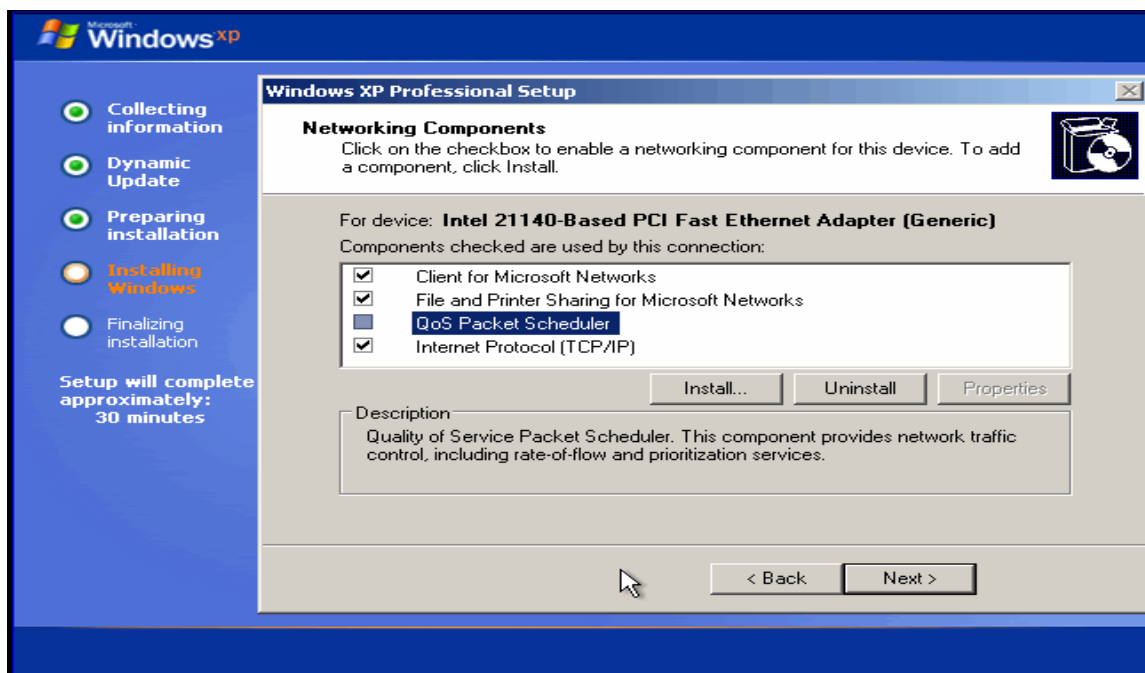 Microsoft
Windows xp
Collecting
information
Dynamic
Update
Preparing
installation
Installing
Windows
Finalizing
installation
Setup will complete
approximately:
30 minutes
Windows XP Professional Setup
Networking Components
Click on the checkbox to enable a networking component for this device. To add
a component, click Install.
For device: Intel 21140-Based PCI Fast Ethernet Adapter (Generic)
Components checked are used by this connection:
Client for Microsoft Networks
File and Printer Sharing for Microsoft Networks
QoS Packet Scheduler
Internet Protocol (TCP/IP)
Install... Uninstall Properties
Description
Quality of Service Packet Scheduler. This component provides network traffic
control, including rate-of-flow and prioritization services.
< Back Next >